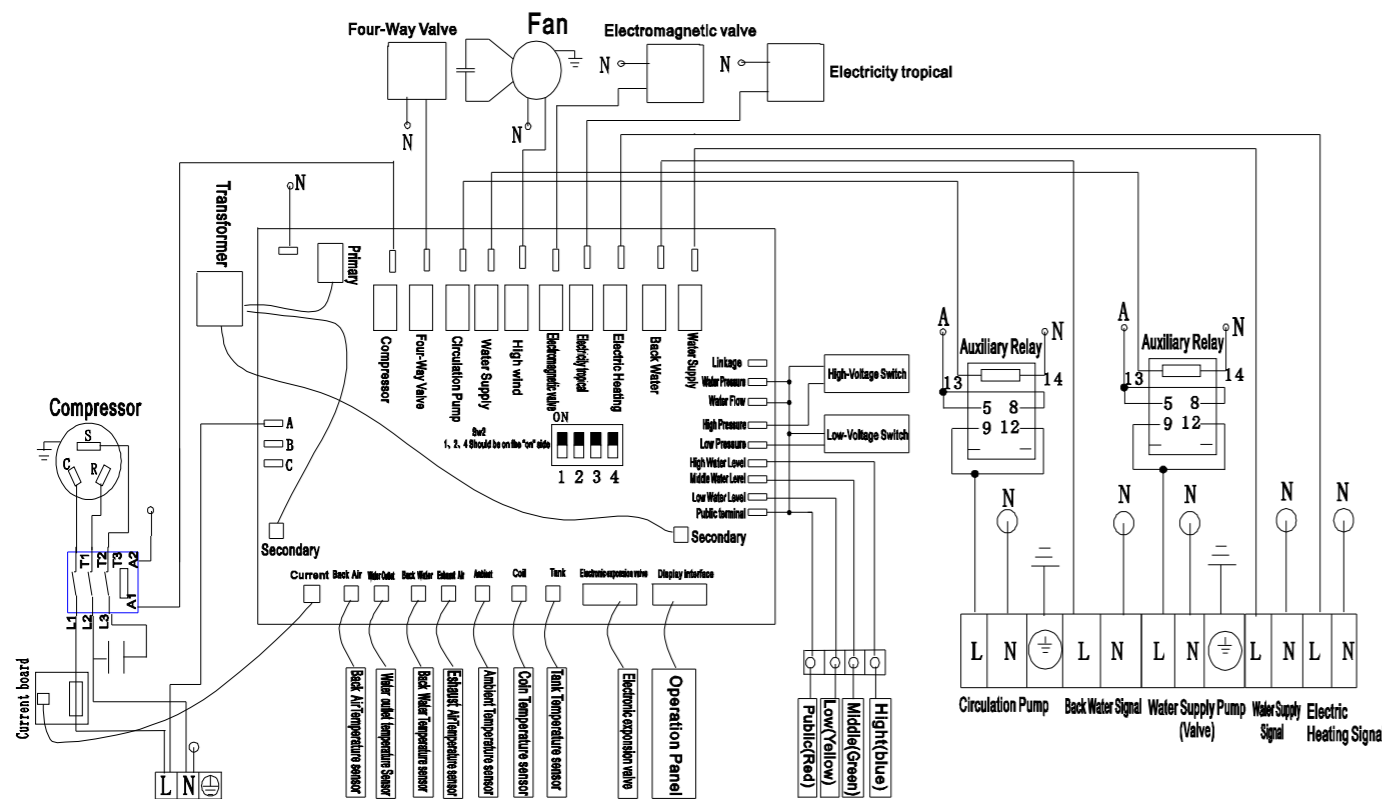 Fan
Four-Way Valve
Electromagnetic valve
Electricity tropical
N
N
N
N
N
Transformer
Primary
Compressor
Four-Way Valve
Circulation Pump
Water Supply
High wind
Electromagnetic valve
Electricity tropical
Electric Heating
Back Water
Water Supply
Linkage
Water Pressure
Water Flow
High Pressure
Low Pressure
High Water Level
Middle Water Level
Low Water Level
Public terminal
High-Voltage Switch
Low-Voltage Switch
ON
Sw2
1、2、4 Should be on the "on" side
1 2 3 4
A
B
C
Secondary
Secondary
Compressor
S
C
R
T1
T2
T3
A2
A1
L1
L2
L3
Current board
L N
Current
Back Air
Water Outlet
Back Water
Exhaust Air
Ambient
Coil
Tank
Electronic expansion valve
Display Interface
Back Air Temperature sensor
Water outlet temperature Sensor
Back Water Temperature sensor
Exhaust Air Temperature sensor
Ambient Temperature sensor
Coin Temperature sensor
Tank Temperature sensor
Electronic expansion valve
Operation Panel
Public(Red)
Low(Yellow)
Middle(Green)
Hight(blue)
A
N
Auxiliary Relay
13
14
5 8
9 12
A
N
Auxiliary Relay
13
14
5 8
9 12
N
N
N
N
N
L N
L N
L N
L N
L N
Circulation Pump
Back Water Signal
Water Supply Pump
(Valve)
Water Supply
Signal
Electric
Heating Signa